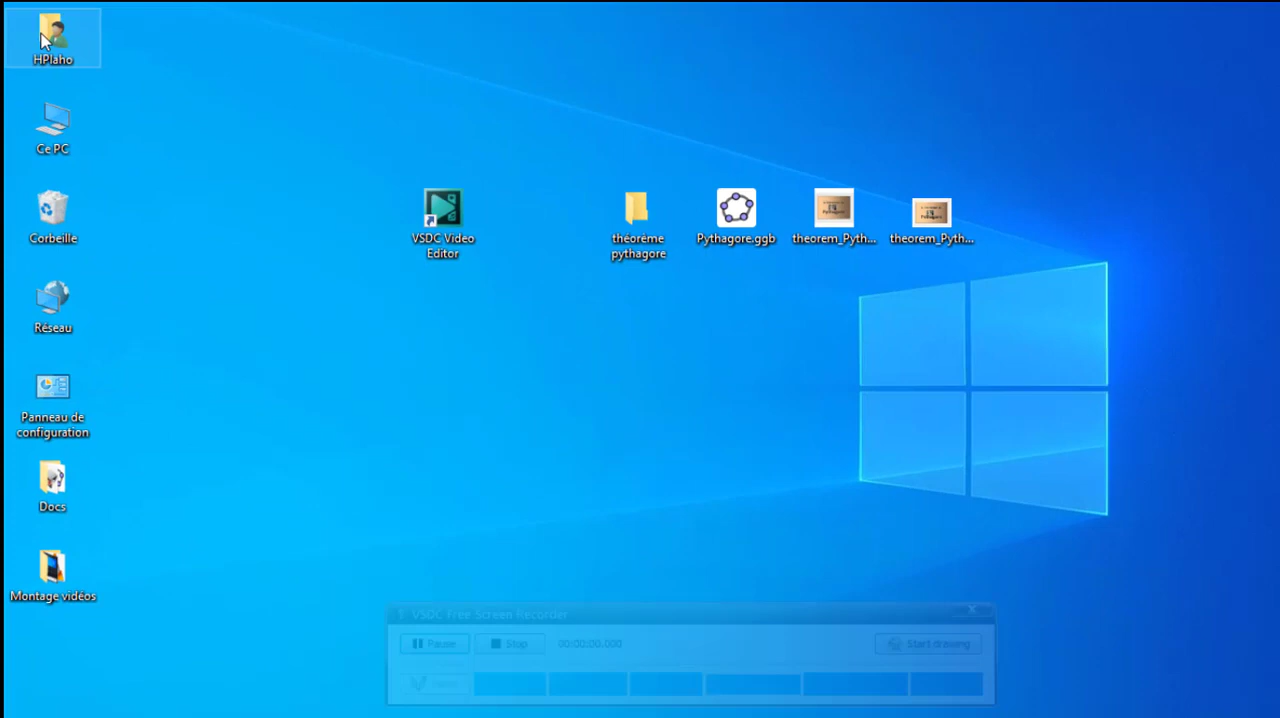 HPlaho
Ce PC
Corbeille
Réseau
Panneau de
configuration
Docs
Montage vidéos
VSDC Video
Editor
théorème
pythagore
Pythagore.ggb
theorem_Pyth...
theorem_Pyth...
VSDC Free Screen Recorder
Pause
Stop
00:00:00.000
Start drawing